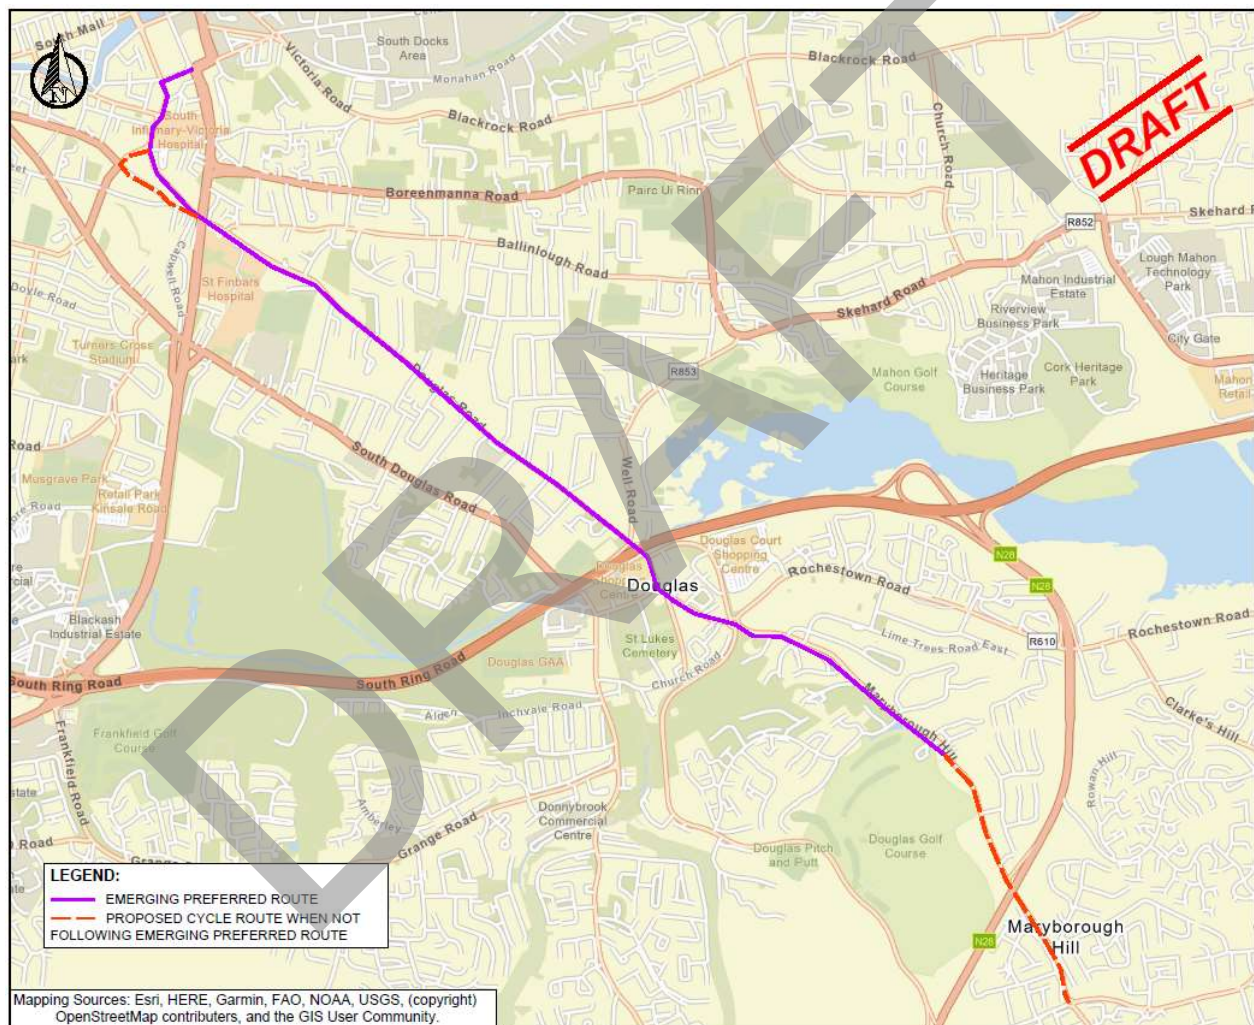 South Mall
South Docks
Area
Monahan Road
Victoria Road
Blackrock Road
Blackrock Road
Church Road
DRAFT
N
South
Infirmary-Victoria
Hospital
Boreenmanna Road
Pairc Ui Rinn
Skehard R
R852
Ballinlough Road
Capwell Road
St Finbars
Hospital
Doyle Road
Turners Cross
Stadium
Lough Mahon
Technology
Park
Mahon Industrial
Estate
Skehard Road
Riverview
Business Park
City Gate
Heritage
Business Park
Cork Heritage
Park
Mahon Golf
Course
Mahon
Retail
R853
Douglas Road
South Douglas Road
Well Road
Road
Musgrave Park
Retail Park
Kinsale Road
Douglas Court
Shopping
Centre
Douglas
Centre
Douglas
N28
N28
Rochestown Road
Blackash
Industrial Estate
St Lukes
Cemetery
Lime Trees Road East
R610
Rochestown Road
Douglas GAA
Church Road
South Ring Road
South Ring Road
Inchvale Road
Maryborough Hill
Clarke's Hill
Frankfield Golf
Course
Frankfield Road
Rowan Hill
Amberley
Donnybrook
Commercial
Centre
Grange Road
Douglas Pitch
and Putt
Douglas Golf
Course
Maryborough
Hill
N28
LEGEND:
EMERGING PREFERRED ROUTE
PROPOSED CYCLE ROUTE WHEN NOT
FOLLOWING EMERGING PREFERRED ROUTE
Mapping Sources: Esri, HERE, Garmin, FAO, NOAA, USGS, (copyright)
OpenStreetMap contributers, and the GIS User Community.
DRAFT